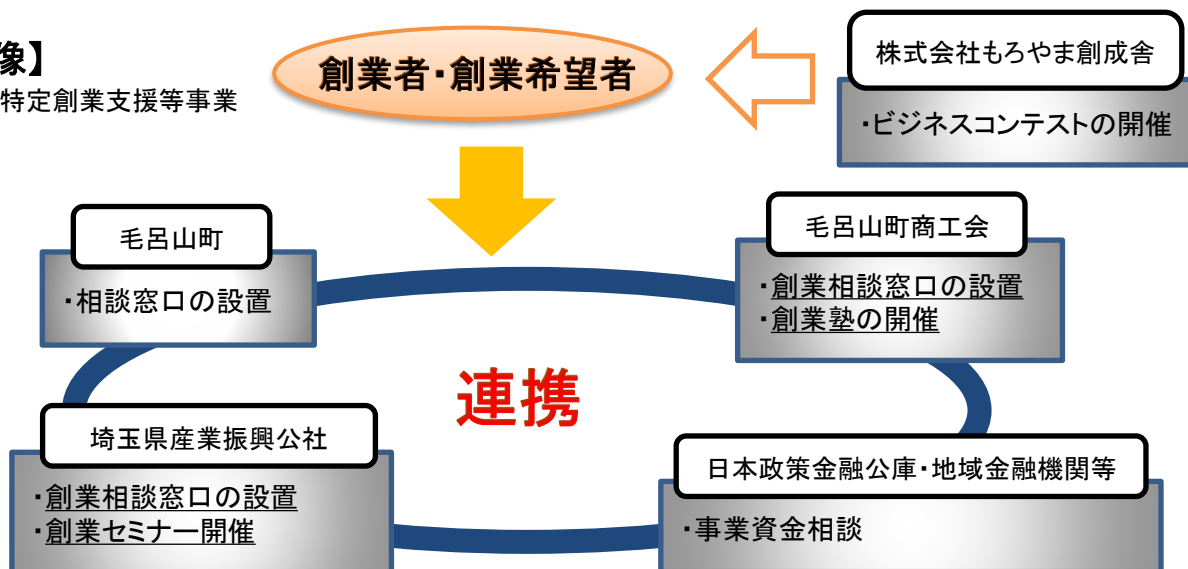 像】
特定創業支援等事業
創業者・創業希望者
株式会社もろやま創成舎
・ビジネスコンテストの開催
毛呂山町
・相談窓口の設置
毛呂山町商工会
・創業相談窓口の設置
・創業塾の開催
連携
埼玉県産業振興公社
・創業相談窓口の設置
・創業セミナー開催
日本政策金融公庫・地域金融機関等
・事業資金相談